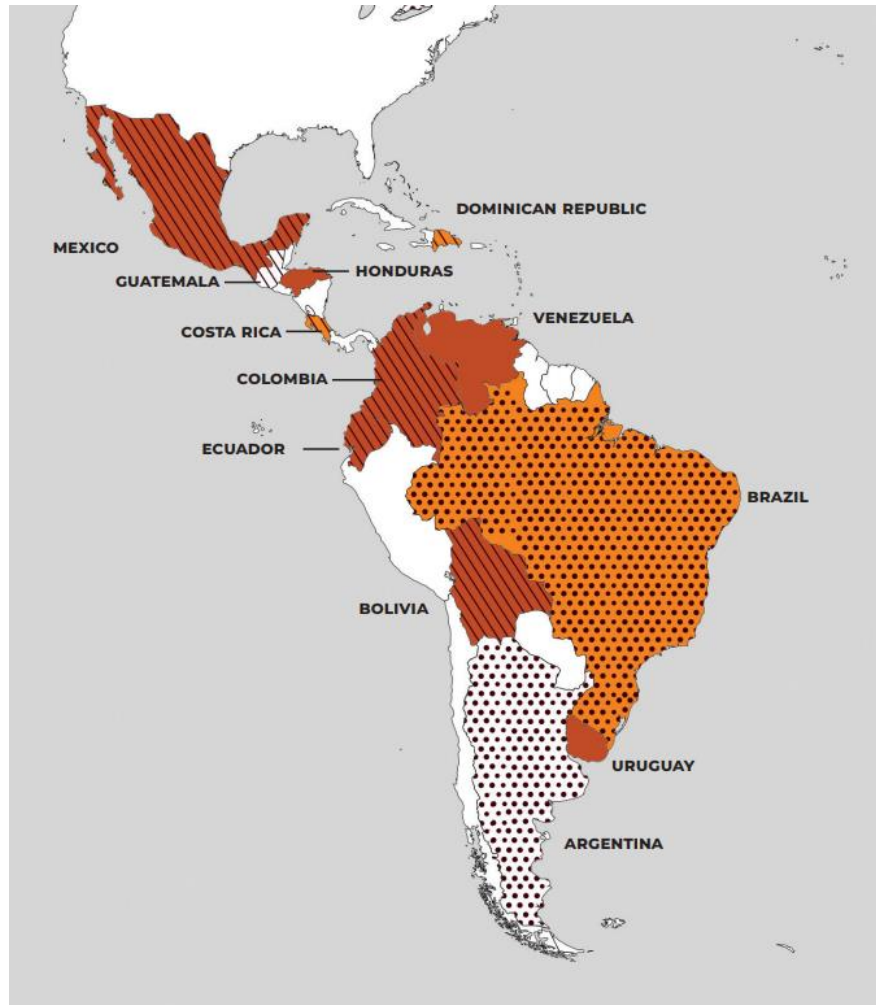 DOMINICAN REPUBLIC
MEXICO
HONDURAS
GUATEMALA
VENEZUELA
COSTA RICA
COLOMBIA
ECUADOR
BRAZIL
BOLIVIA
URUGUAY
ARGENTINA